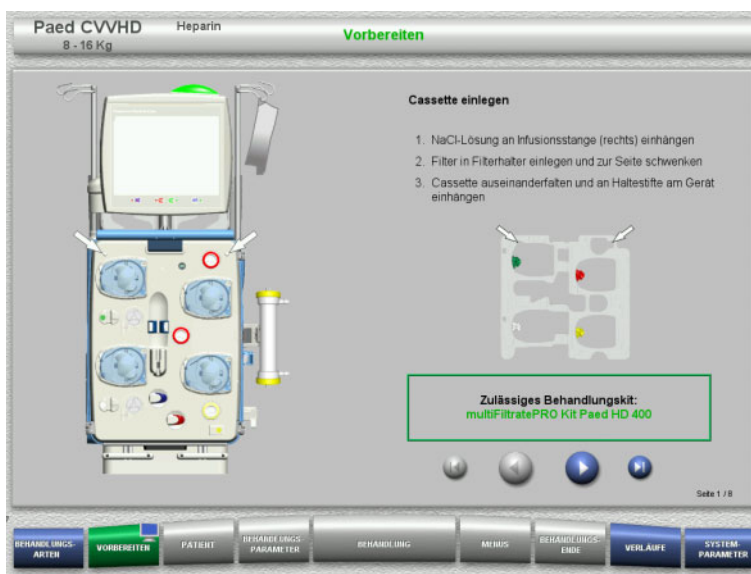 Paed CVVHD
Heparin
8 - 16 Kg
Vorbereiten
Cassette einlegen
1. NaCl-Lösung an Infusionsstange (rechts) einhängen
2. Filter in Filterhalter einlegen und zur Seite schwenken
3. Cassette auseinanderfalten und an Haltestifte am Gerät
einhängen
Zulässiges Behandlungskit:
multiFiltratePRO Kit Paed HD 400
Seite 1 / 8
BEHANDLUNGS-
ARTEN
VORBEREITEN
PATIENT
BEHANDLUNGS-
PARAMETER
BEHANDLUNG
MENÜS
BEHANDLUNGS-
ENDE
VERLÄUFE
SYSTEM-
PARAMETER